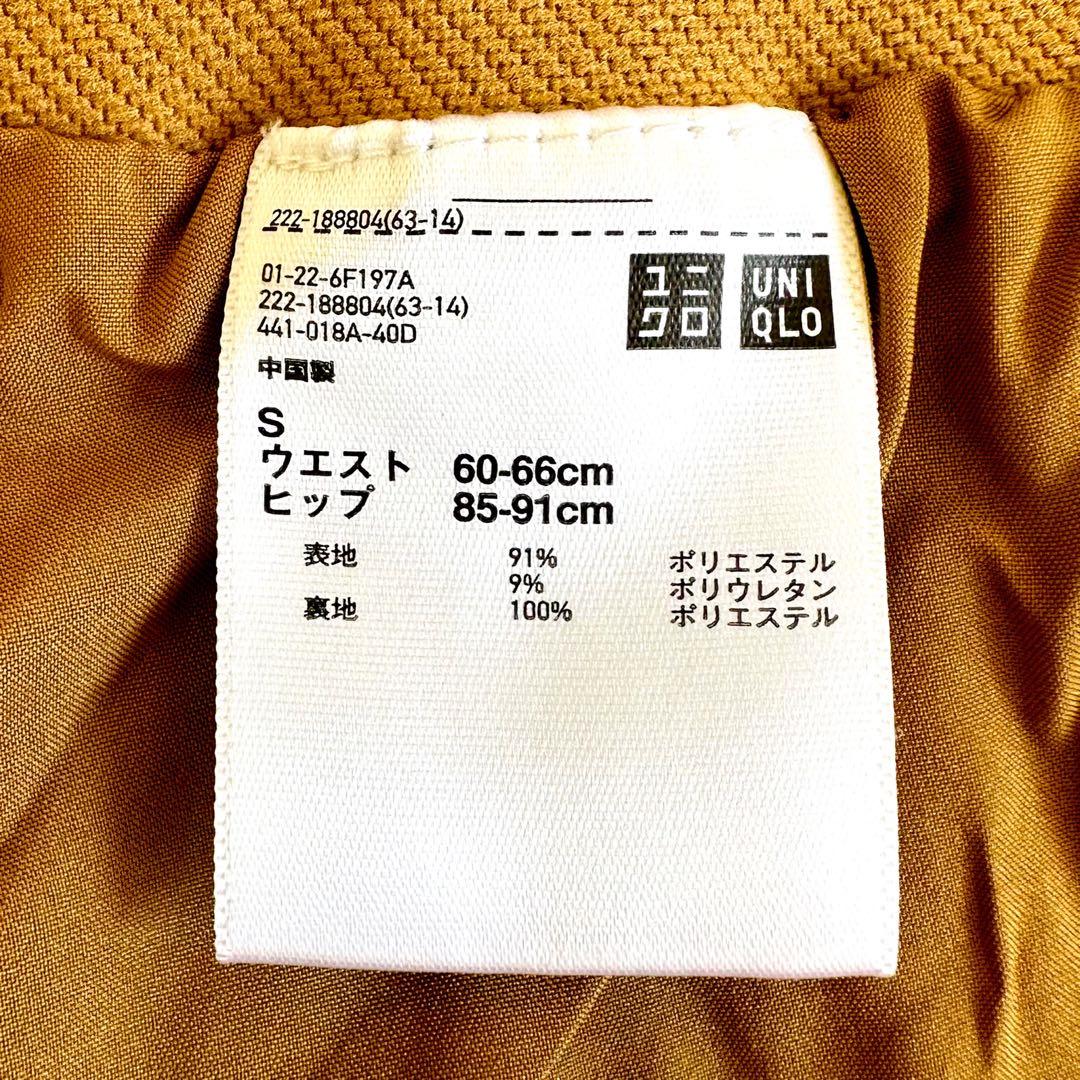 222-188804(63-14)
01-22-6F197A
222-188804(63-14)
441-018A-40D
ユニ
クロ
UNI
QLO
中国製
S
ウエスト 60-66cm
ヒップ 85-91cm
表地 91% ポリエステル
9% ポリウレタン
裏地 100% ポリエステル